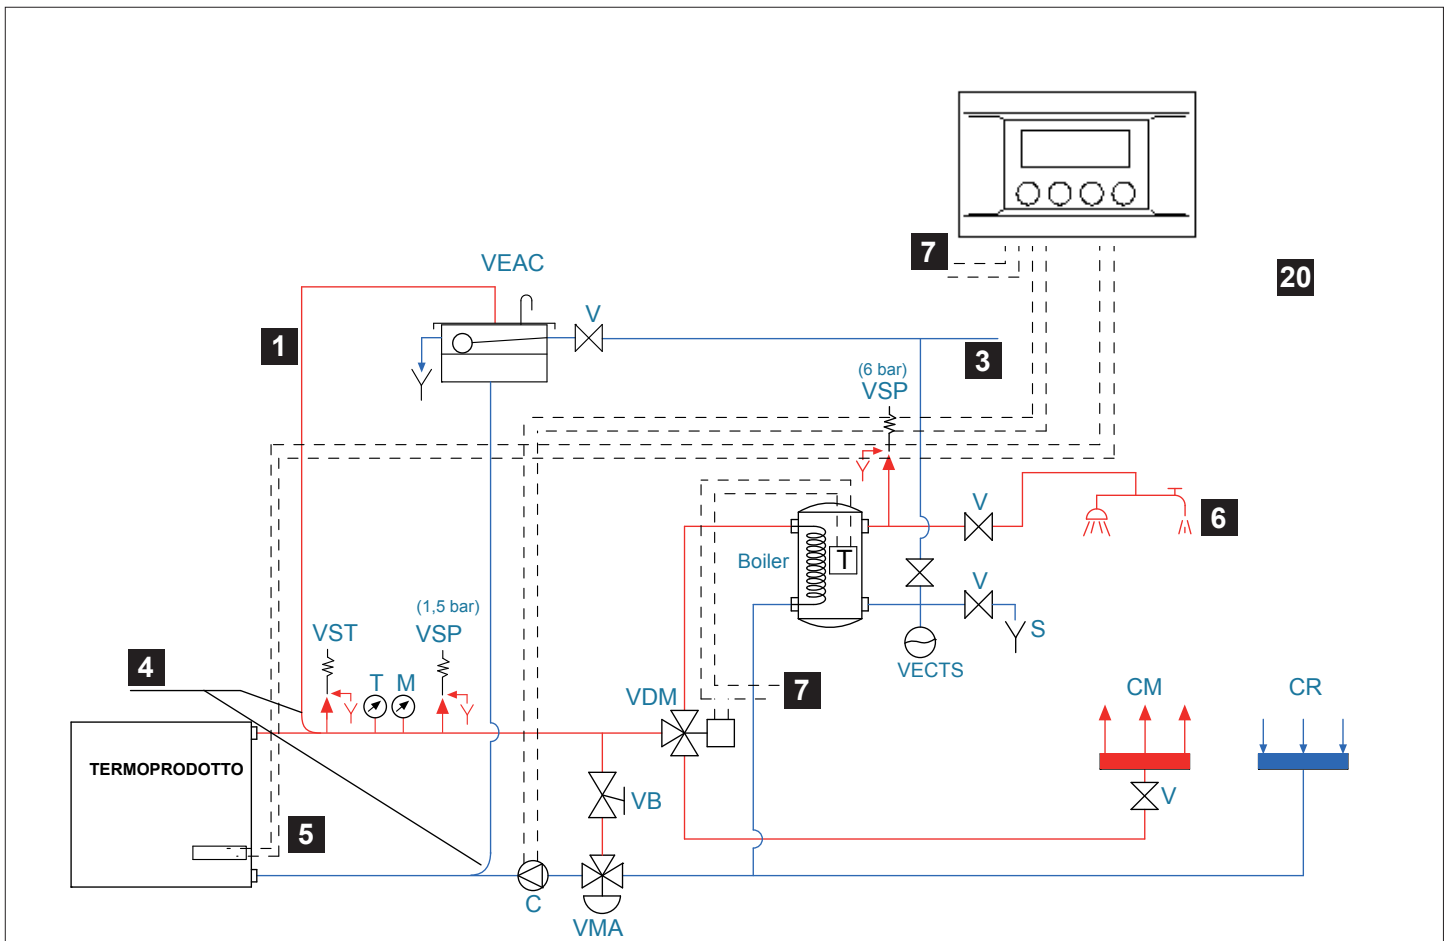 7
20
VEAC
V
1
3
(6 bar)
VSP
V
6
Boiler
T
(1,5 bar)
VST
VSP
V
S
VECTS
4
T
M
VDM
7
CM
CR
TERMOPRODOTTO
VB
V
5
C
VMA